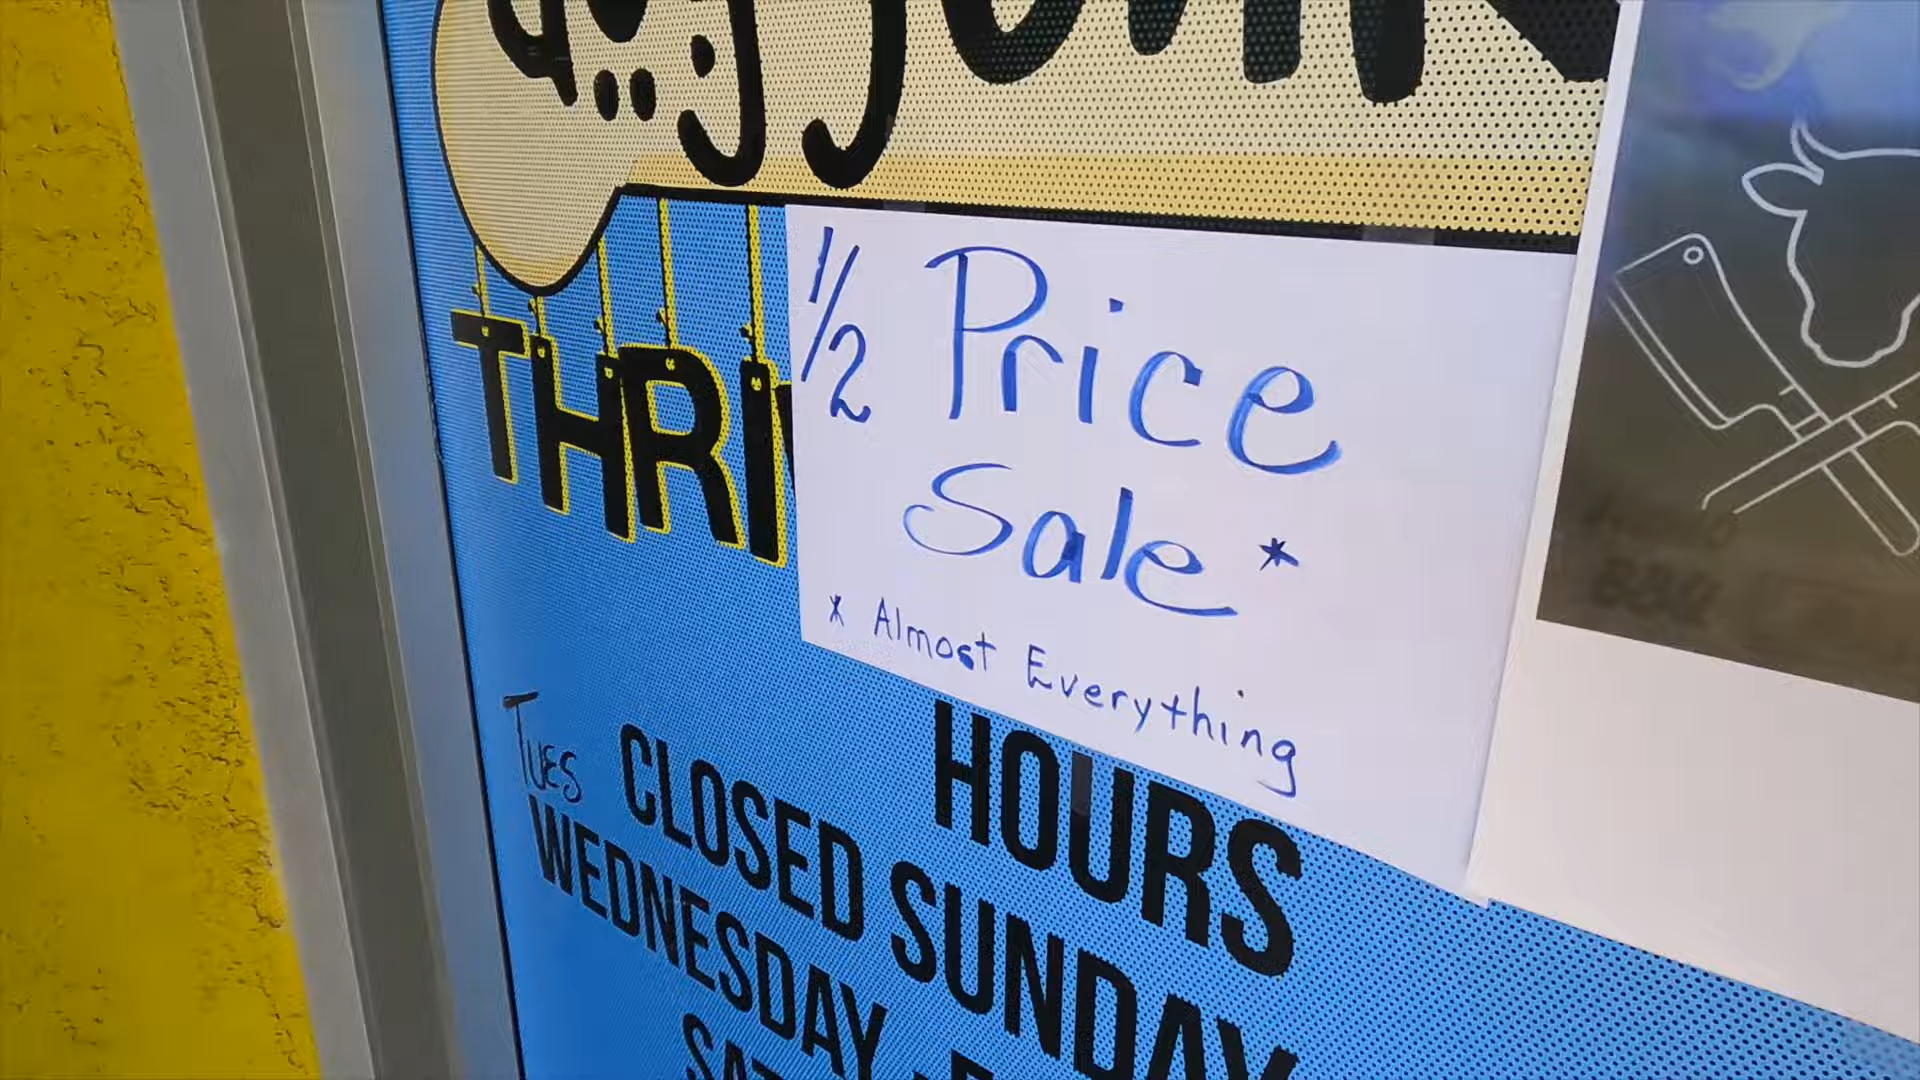 THRI
1/2 Price
Sale*
* Almost Everything
HOURS
Tues CLOSED SUNDAY
WEDNESDAY